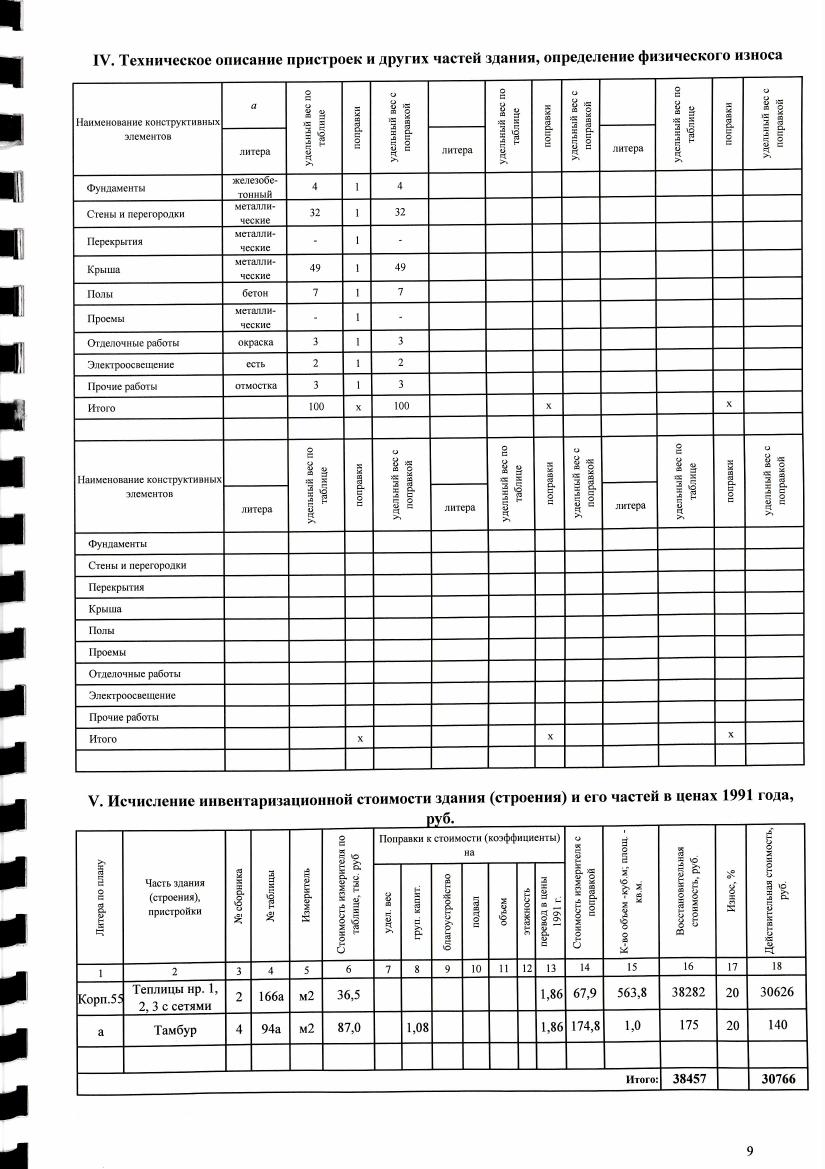 IV. Техническое описание пристроек и других частей здания, определение физического износа
Наименование конструктивных элементов | а | удельный вес по таблице | поправки | удельный вес с поправкой | | удельный вес по таблице | поправки | удельный вес с поправкой | | удельный вес по таблице | поправки | удельный вес с поправкой
литера | литера | литера
Фундаменты | железобе-тонный | 4 | 1 | 4
Стены и перегородки | металли-ческие | 32 | 1 | 32
Перекрытия | металли-ческие | - | 1 | -
Крыша | металли-ческие | 49 | 1 | 49
Полы | бетон | 7 | 1 | 7
Проемы | металли-ческие | - | 1 | -
Отделочные работы | окраска | 3 | 1 | 3
Электроосвещение | есть | 2 | 1 | 2
Прочие работы | отмостка | 3 | 1 | 3
Итого | | 100 | х | 100 | х | х
Наименование конструктивных элементов | | удельный вес по таблице | поправки | удельный вес с поправкой | | удельный вес по таблице | поправки | удельный вес с поправкой | | удельный вес по таблице | поправки | удельный вес с поправкой
литера | литера | литера
Фундаменты
Стены и перегородки
Перекрытия
Крыша
Полы
Проемы
Отделочные работы
Электроосвещение
Прочие работы
Итого | х | х | х
V. Исчисление инвентаризационной стоимости здания (строения) и его частей в ценах 1991 года,
руб.
Литера по плану | Часть здания (строения), пристройки | № сборника | № таблицы | Измеритель | Стоимость измерителя по таблице, тыс. руб | Поправки к стоимости (коэффициенты) на | Стоимость измерителя с поправкой | К-во объем -куб.м; площ. - кв.м. | Восстановительная стоимость, руб. | Износ, % | Действительная стоимость, руб.
удел. вес | груп. капит. | благоустройство | подвал | объем | этажность | перевод в цены 1991 г.
1 | 2 | 3 | 4 | 5 | 6 | 7 | 8 | 9 | 10 | 11 | 12 | 13 | 14 | 15 | 16 | 17 | 18
Корп.55 | Теплицы нр. 1, 2, 3 с сетями | 2 | 166а | м2 | 36,5 | 1,86 | 67,9 | 563,8 | 38282 | 20 | 30626
а | Тамбур | 4 | 94а | м2 | 87,0 | 1,08 | 1,86 | 174,8 | 1,0 | 175 | 20 | 140
Итого: | 38457 | | 30766
9